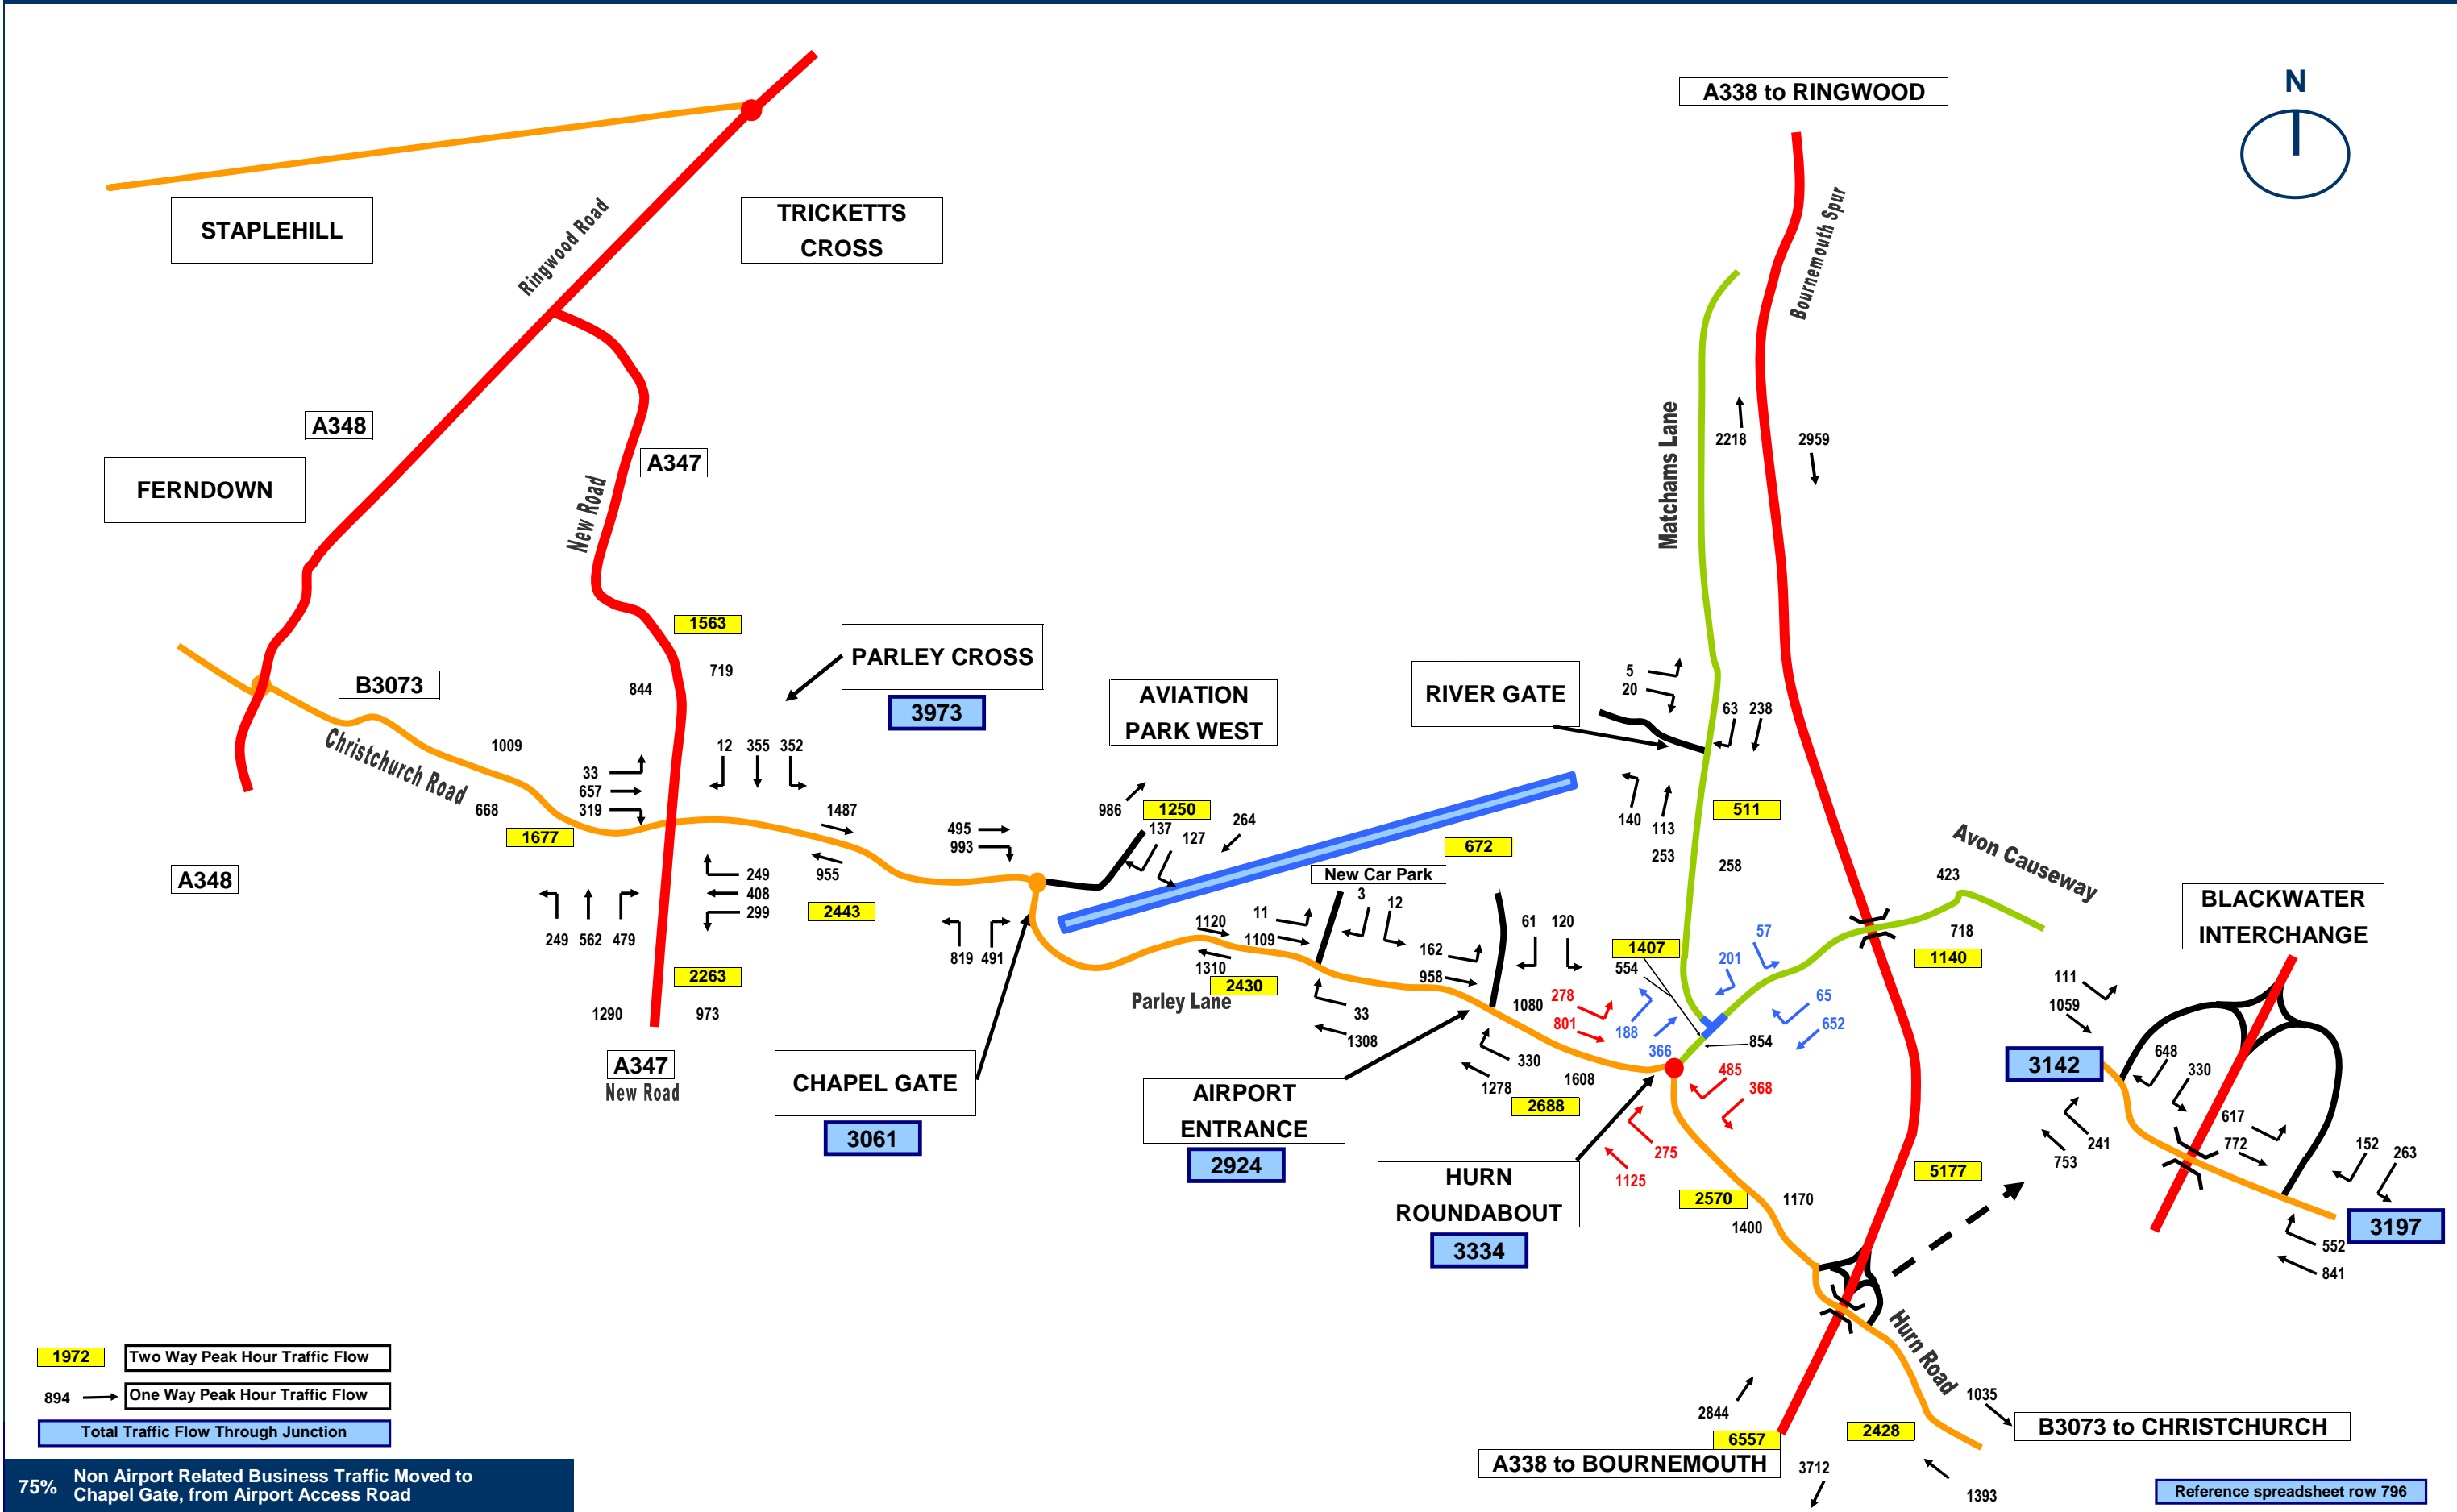 A338 to RINGWOOD
N
STAPLEHILL
TRICKETTS
CROSS
Ringwood Road
Bournemouth Spur
A348
A347
FERNDOWN
New Road
Matchams Lane
2218
2959
1563
719
844
PARLEY CROSS
3973
B3073
Christchurch Road
1009
668
1677
33
657
319
12 355 352
1487
955
2443
249
408
299
249 562 479
2263
1290
973
A347
New Road
A348
AVIATION
PARK WEST
986
1250
137
127
264
495
993
819 491
CHAPEL GATE
3061
672
New Car Park
3
12
11
1120
1109
1310
2430
Parley Lane
33
1308
162
958
61 120
1080
330
1278
1608
2688
AIRPORT
ENTRANCE
2924
RIVER GATE
5
20
63 238
140
113
253
258
511
Avon Causeway
423
718
1140
1407
554
57
201
65
652
188
366
854
278
801
485
368
275
1125
HURN
ROUNDABOUT
3334
2570
1170
1400
5177
BLACKWATER
INTERCHANGE
111
1059
3142
648
330
617
772
241
753
152
263
552
841
3197
Hurn Road
1035
B3073 to CHRISTCHURCH
2844
6557
2428
A338 to BOURNEMOUTH
3712
1393
1972 Two Way Peak Hour Traffic Flow
894 One Way Peak Hour Traffic Flow
Total Traffic Flow Through Junction
75% Non Airport Related Business Traffic Moved to
Chapel Gate, from Airport Access Road
Reference spreadsheet row 796